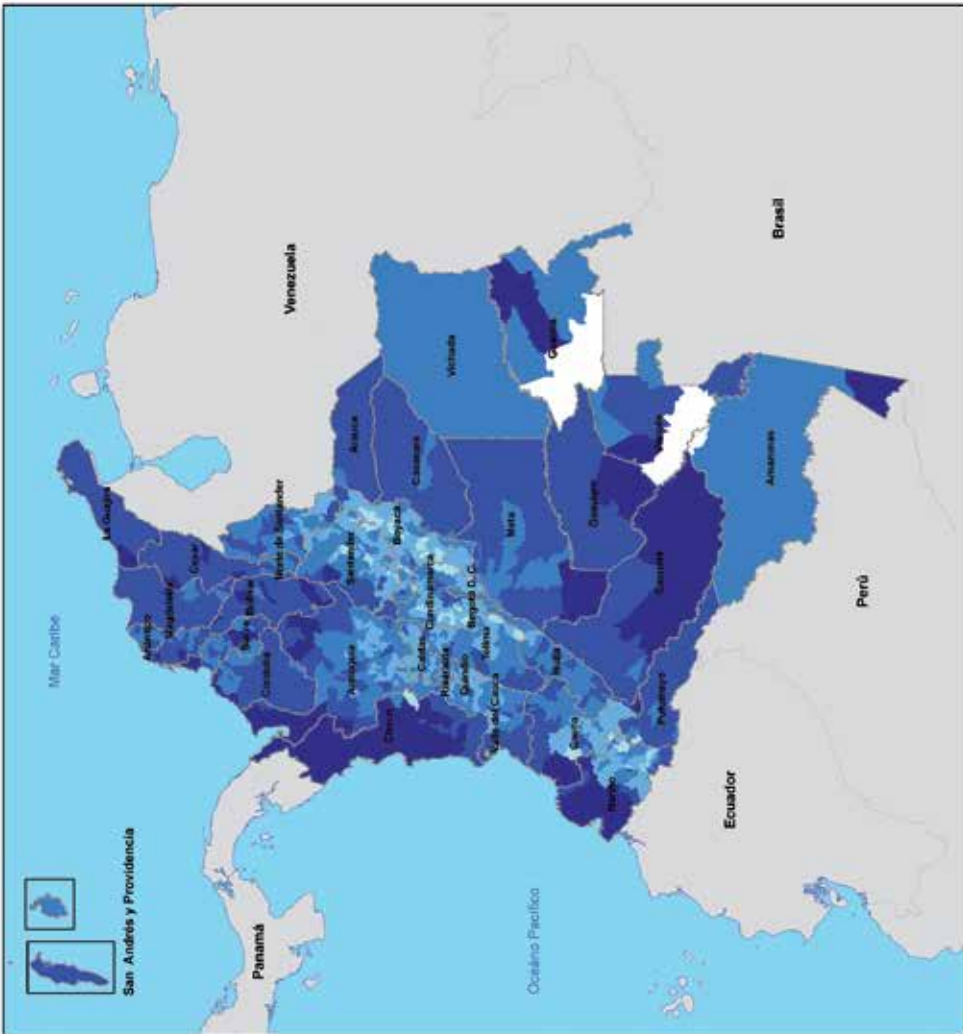 Mar Caribe
San Andrés y Providencia
Panamá
La Guajira
Atlántico
Magdalena
Cesar
Sucre
Bolívar
Norte de Santander
Córdoba
Venezuela
Antioquia
Santander
Arauca
Chocó
Caldas
Boyacá
Casanare
Risaralda
Cundinamarca
Vichada
Quindío
Bogotá D.C.
Tolima
Valle del Cauca
Océano Pacífico
Meta
Huila
Cauca
Guainía
Guaviare
Nariño
Vaupés
Caquetá
Putumayo
Ecuador
Amazonas
Brasil
Perú